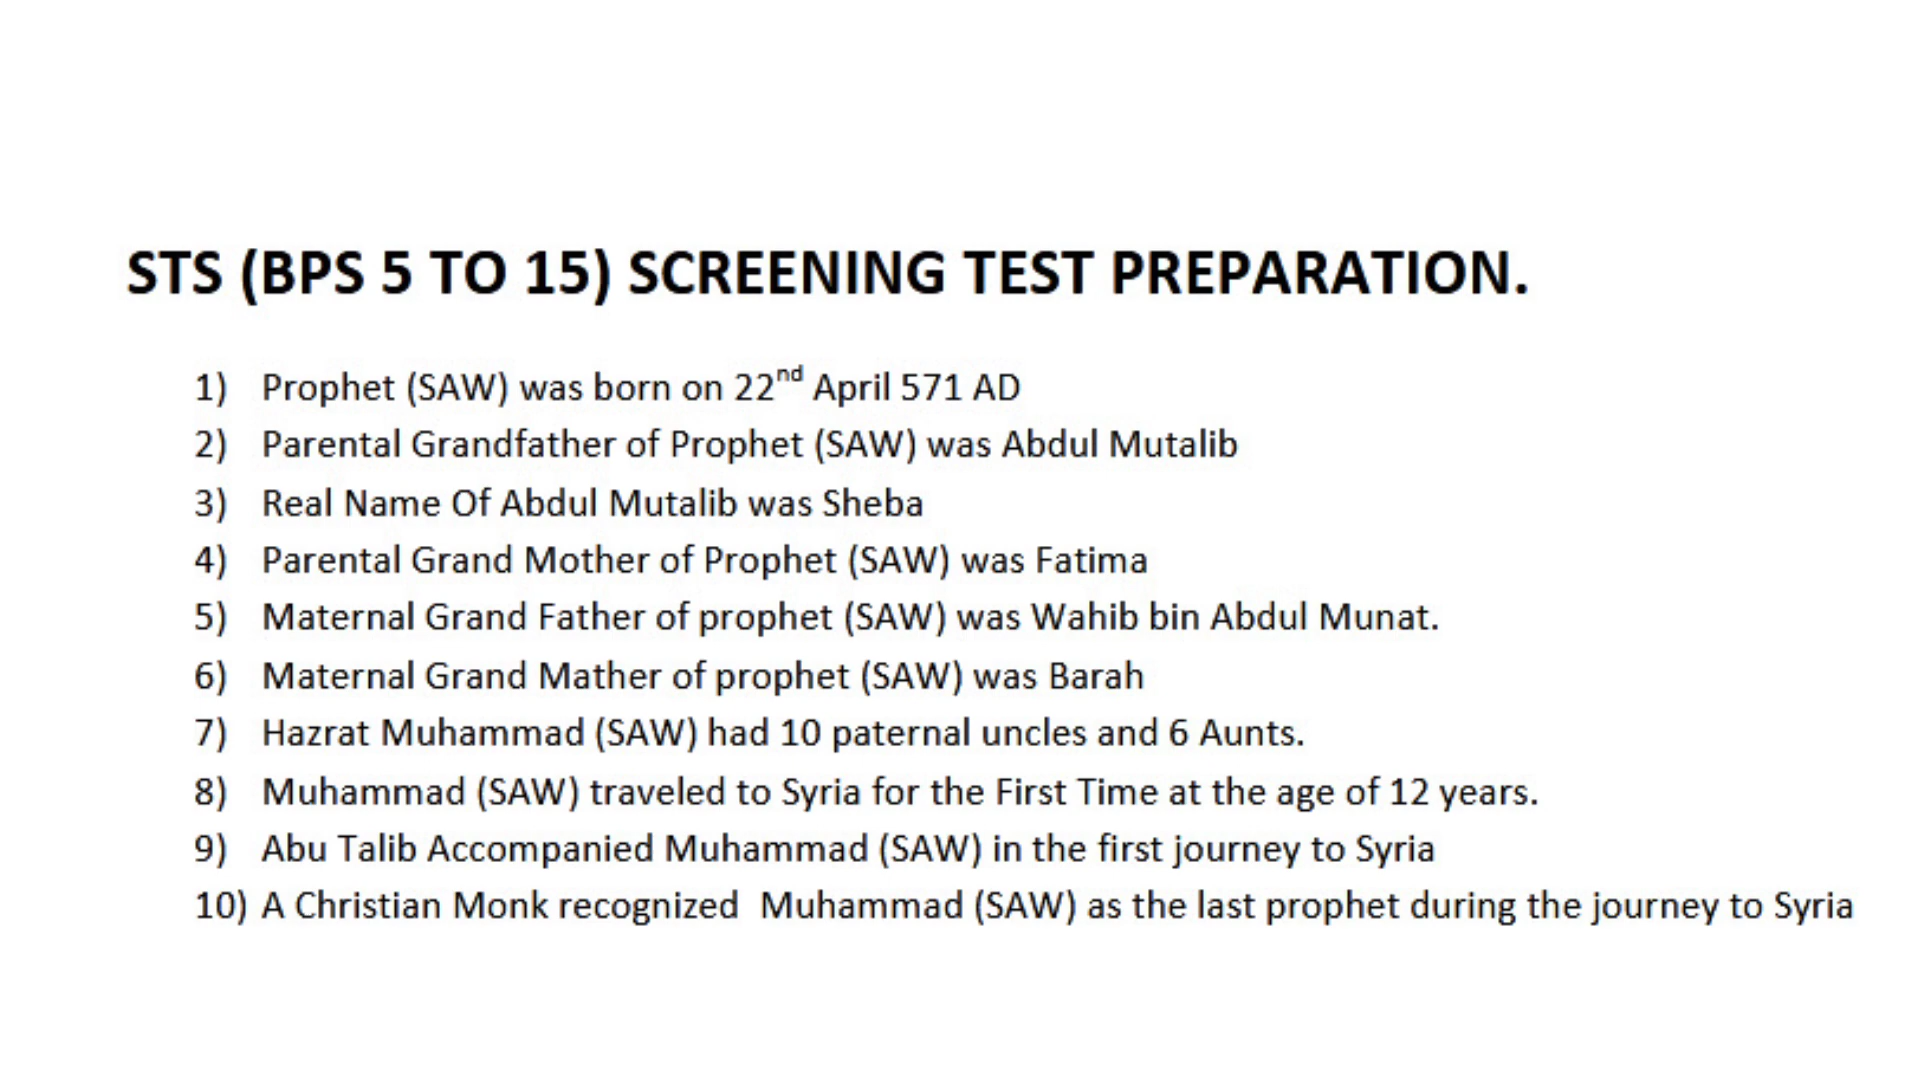 STS (BPS 5 TO 15) SCREENING TEST PREPARATION.
1) Prophet (SAW) was born on 22nd April 571 AD
2) Parental Grandfather of Prophet (SAW) was Abdul Mutalib
3) Real Name Of Abdul Mutalib was Sheba
4) Parental Grand Mother of Prophet (SAW) was Fatima
5) Maternal Grand Father of prophet (SAW) was Wahib bin Abdul Munat.
6) Maternal Grand Mather of prophet (SAW) was Barah
7) Hazrat Muhammad (SAW) had 10 paternal uncles and 6 Aunts.
8) Muhammad (SAW) traveled to Syria for the First Time at the age of 12 years.
9) Abu Talib Accompanied Muhammad (SAW) in the first journey to Syria
10) A Christian Monk recognized  Muhammad (SAW) as the last prophet during the journey to Syria